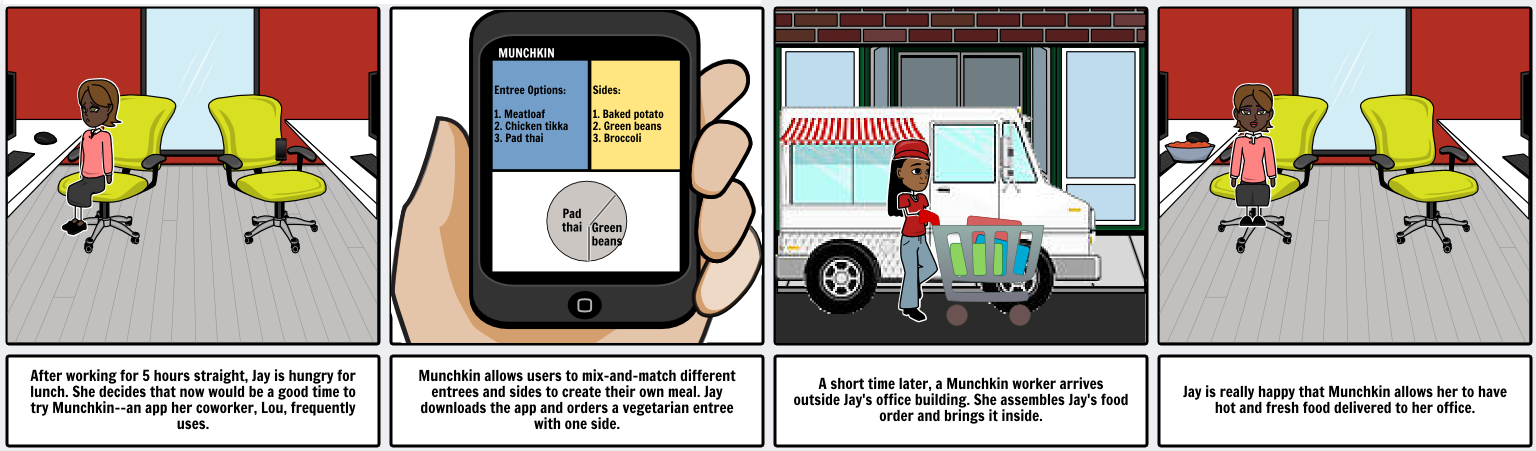 After working for 5 hours straight, Jay is hungry for
lunch. She decides that now would be a good time to
try Munchkin--an app her coworker, Lou, frequently
uses.
MUNCHKIN
Entree Options:
1. Meatloaf
2. Chicken tikka
3. Pad thai
Sides:
1. Baked potato
2. Green beans
3. Broccoli
Pad
thai
Green
beans
Munchkin allows users to mix-and-match different
entrees and sides to create their own meal. Jay
downloads the app and orders a vegetarian entree
with one side.
A short time later, a Munchkin worker arrives
outside Jay's office building. She assembles Jay's food
order and brings it inside.
Jay is really happy that Munchkin allows her to have
hot and fresh food delivered to her office.